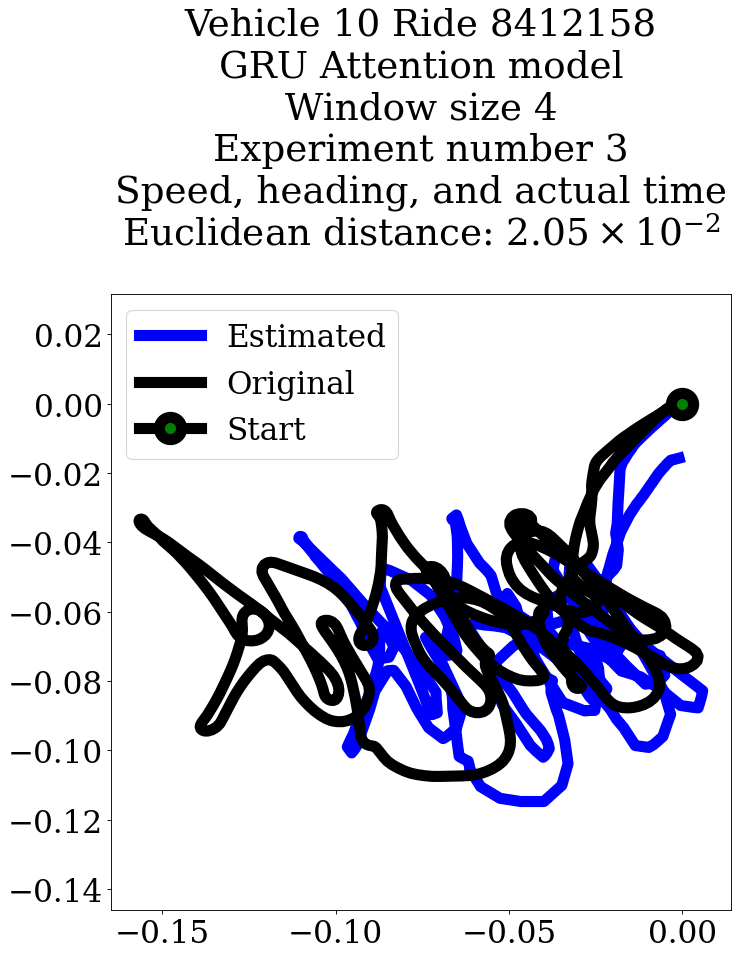 Vehicle 10 Ride 8412158
GRU Attention model
Window size 4
Experiment number 3
Speed, heading, and actual time
Euclidean distance: 2.05 × 10⁻²
Estimated
Original
Start
0.02
0.00
−0.02
−0.04
−0.06
−0.08
−0.10
−0.12
−0.14
−0.15
−0.10
−0.05
0.00